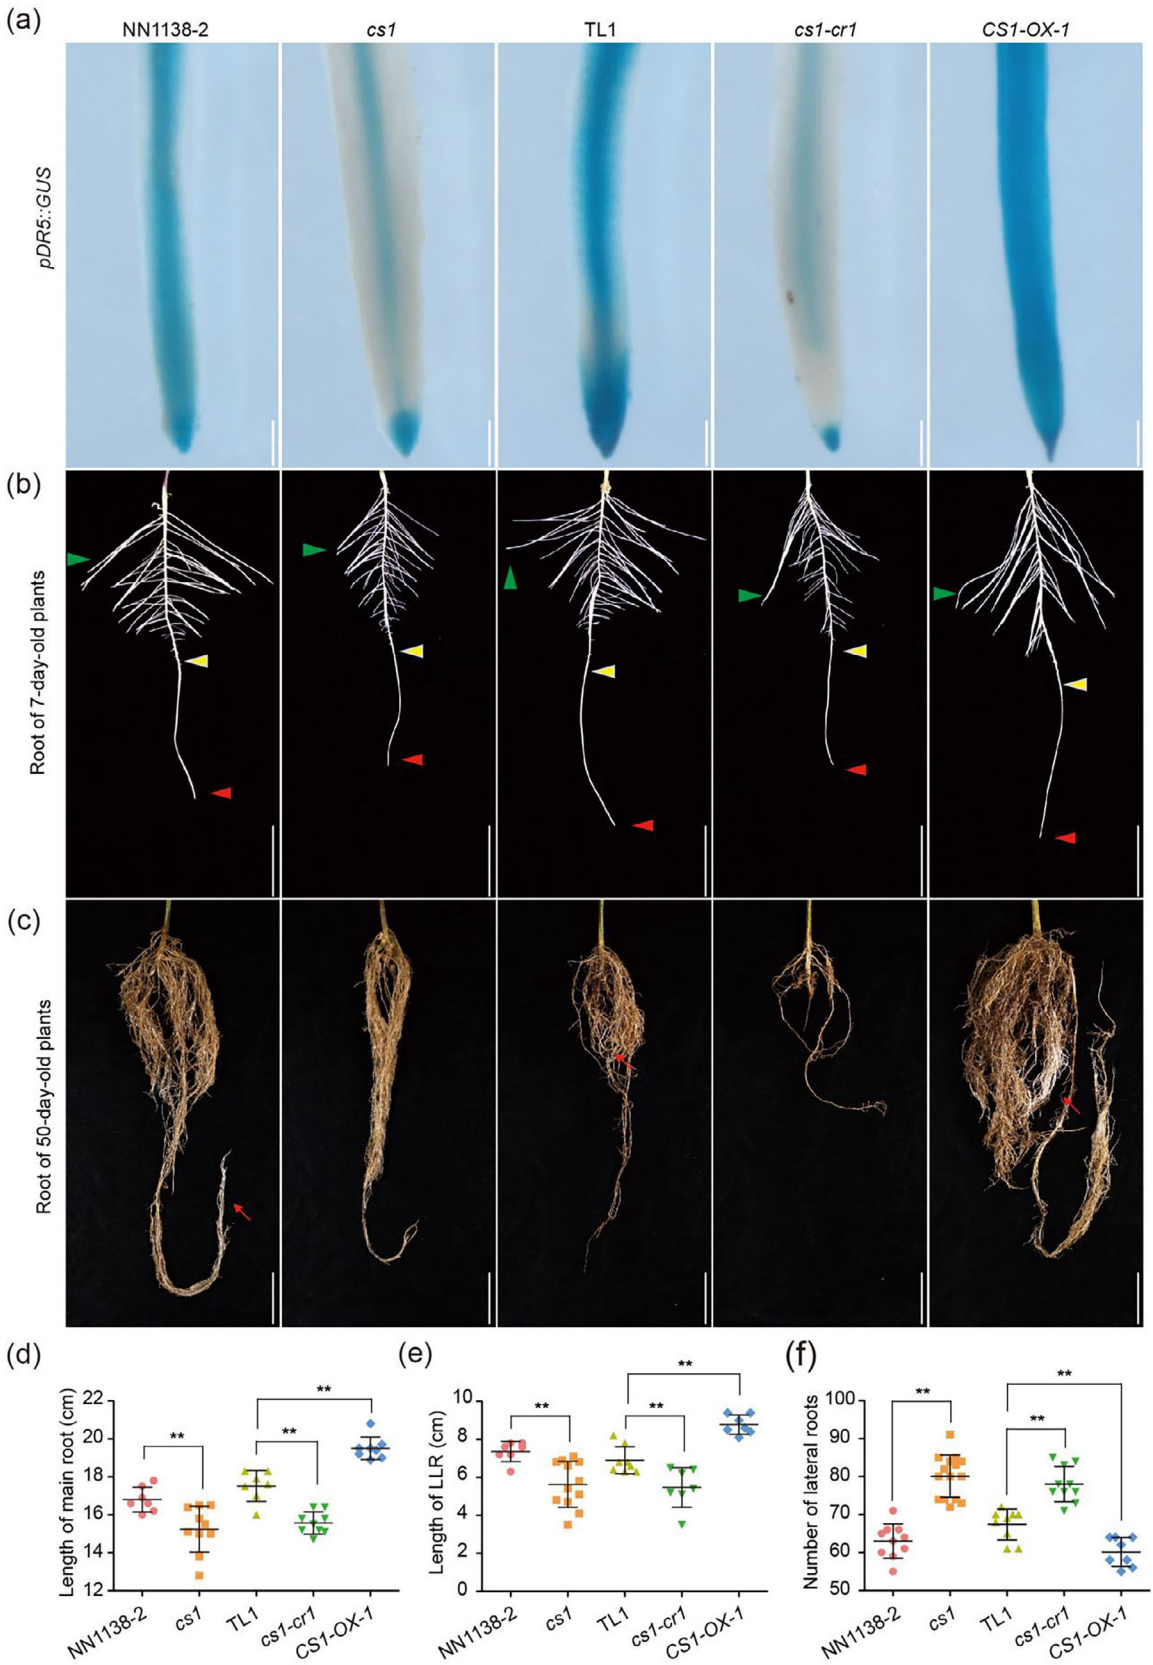 (a)
NN1138-2
cs1
TL1
cs1-cr1
CS1-OX-1
pDR5::GUS
(b)
Root of 7-day-old plants
(c)
Root of 50-day-old plants
(d)
Length of main root (cm)
22
20
18
16
14
12
**
**
**
NN1138-2
cs1
TL1
cs1-cr1
CS1-OX-1
(e)
Length of LLR (cm)
10
8
6
4
2
0
**
**
**
NN1138-2
cs1
TL1
cs1-cr1
CS1-OX-1
(f)
Number of lateral roots
100
90
80
70
60
50
**
**
**
NN1138-2
cs1
TL1
cs1-cr1
CS1-OX-1